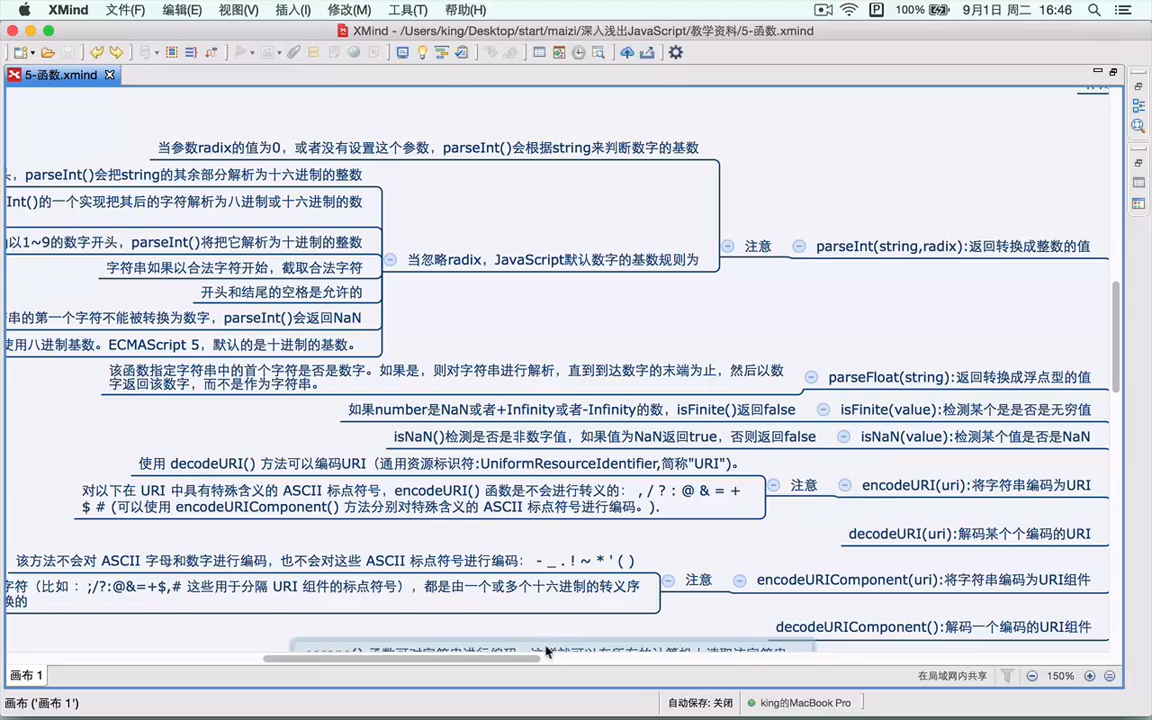 XMind 文件(F) 编辑(E) 视图(V) 插入(I) 修改(M) 工具(T) 帮助(H) P 100% 9月1日 周二 16:46
XMind - /Users/king/Desktop/start/maizi/深入浅出JavaScript/教学资料/5-函数.xmind
5-函数.xmind
当参数radix的值为0，或者没有设置这个参数，parseInt()会根据string来判断数字的基数
，parseInt()会把string的其余部分解析为十六进制的整数
Int()的一个实现把其后的字符解析为八进制或十六进制的数
以1~9的数字开头，parseInt()将把它解析为十进制的整数
注意
parseInt(string,radix):返回转换成整数的值
当忽略radix，JavaScript默认数字的基数规则为
字符串如果以合法字符开始，截取合法字符
开头和结尾的空格是允许的
串的第一个字符不能被转换为数字，parseInt()会返回NaN
使用八进制基数。ECMAScript 5，默认的是十进制的基数。
该函数指定字符串中的首个字符是否是数字。如果是，则对字符串进行解析，直到到达数字的末端为止，然后以数
字返回该数字，而不是作为字符串。
parseFloat(string):返回转换成浮点型的值
如果number是NaN或者+Infinity或者-Infinity的数，isFinite()返回false
isFinite(value):检测某个是是否是无穷值
isNaN()检测是否是非数字值，如果值为NaN返回true，否则返回false
isNaN(value):检测某个值是否是NaN
使用 decodeURI() 方法可以编码URI（通用资源标识符:UniformResourceIdentifier,简称"URI"）。
对以下在 URI 中具有特殊含义的 ASCII 标点符号，encodeURI() 函数是不会进行转义的： , / ? : @ & = +
$ # (可以使用 encodeURIComponent() 方法分别对特殊含义的 ASCII 标点符号进行编码。).
注意
encodeURI(uri):将字符串编码为URI
decodeURI(uri):解码某个个编码的URI
该方法不会对 ASCII 字母和数字进行编码，也不会对这些 ASCII 标点符号进行编码： - _ . ! ~ * ' ( )
字符（比如 ：;/?:@&=+$,# 这些用于分隔 URI 组件的标点符号），都是由一个或多个十六进制的转义序
换的
注意
encodeURIComponent(uri):将字符串编码为URI组件
decodeURIComponent():解码一个编码的URI组件
画布 1
在局域网内共享
150%
画布 ('画布 1')
自动保存: 关闭
king的MacBook Pro